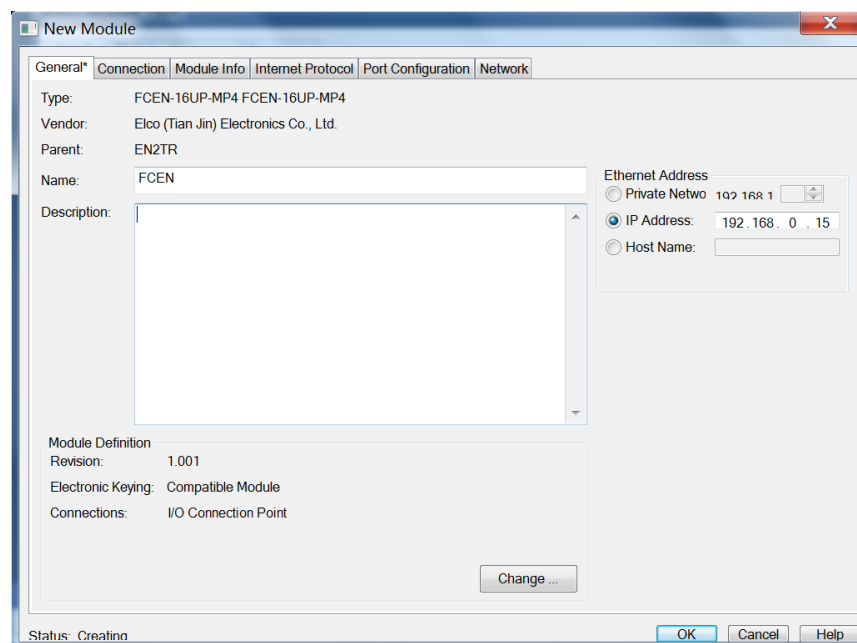 New Module
General* Connection Module Info Internet Protocol Port Configuration Network
Type: FCEN-16UP-MP4 FCEN-16UP-MP4
Vendor: Elco (Tian Jin) Electronics Co., Ltd.
Parent: EN2TR
Name: FCEN
Description:
Ethernet Address
Private Netwo 192.168.1
IP Address: 192 . 168 . 0 . 15
Host Name:
Module Definition
Revision: 1.001
Electronic Keying: Compatible Module
Connections: I/O Connection Point
Change ...
Status: Creating
OK Cancel Help